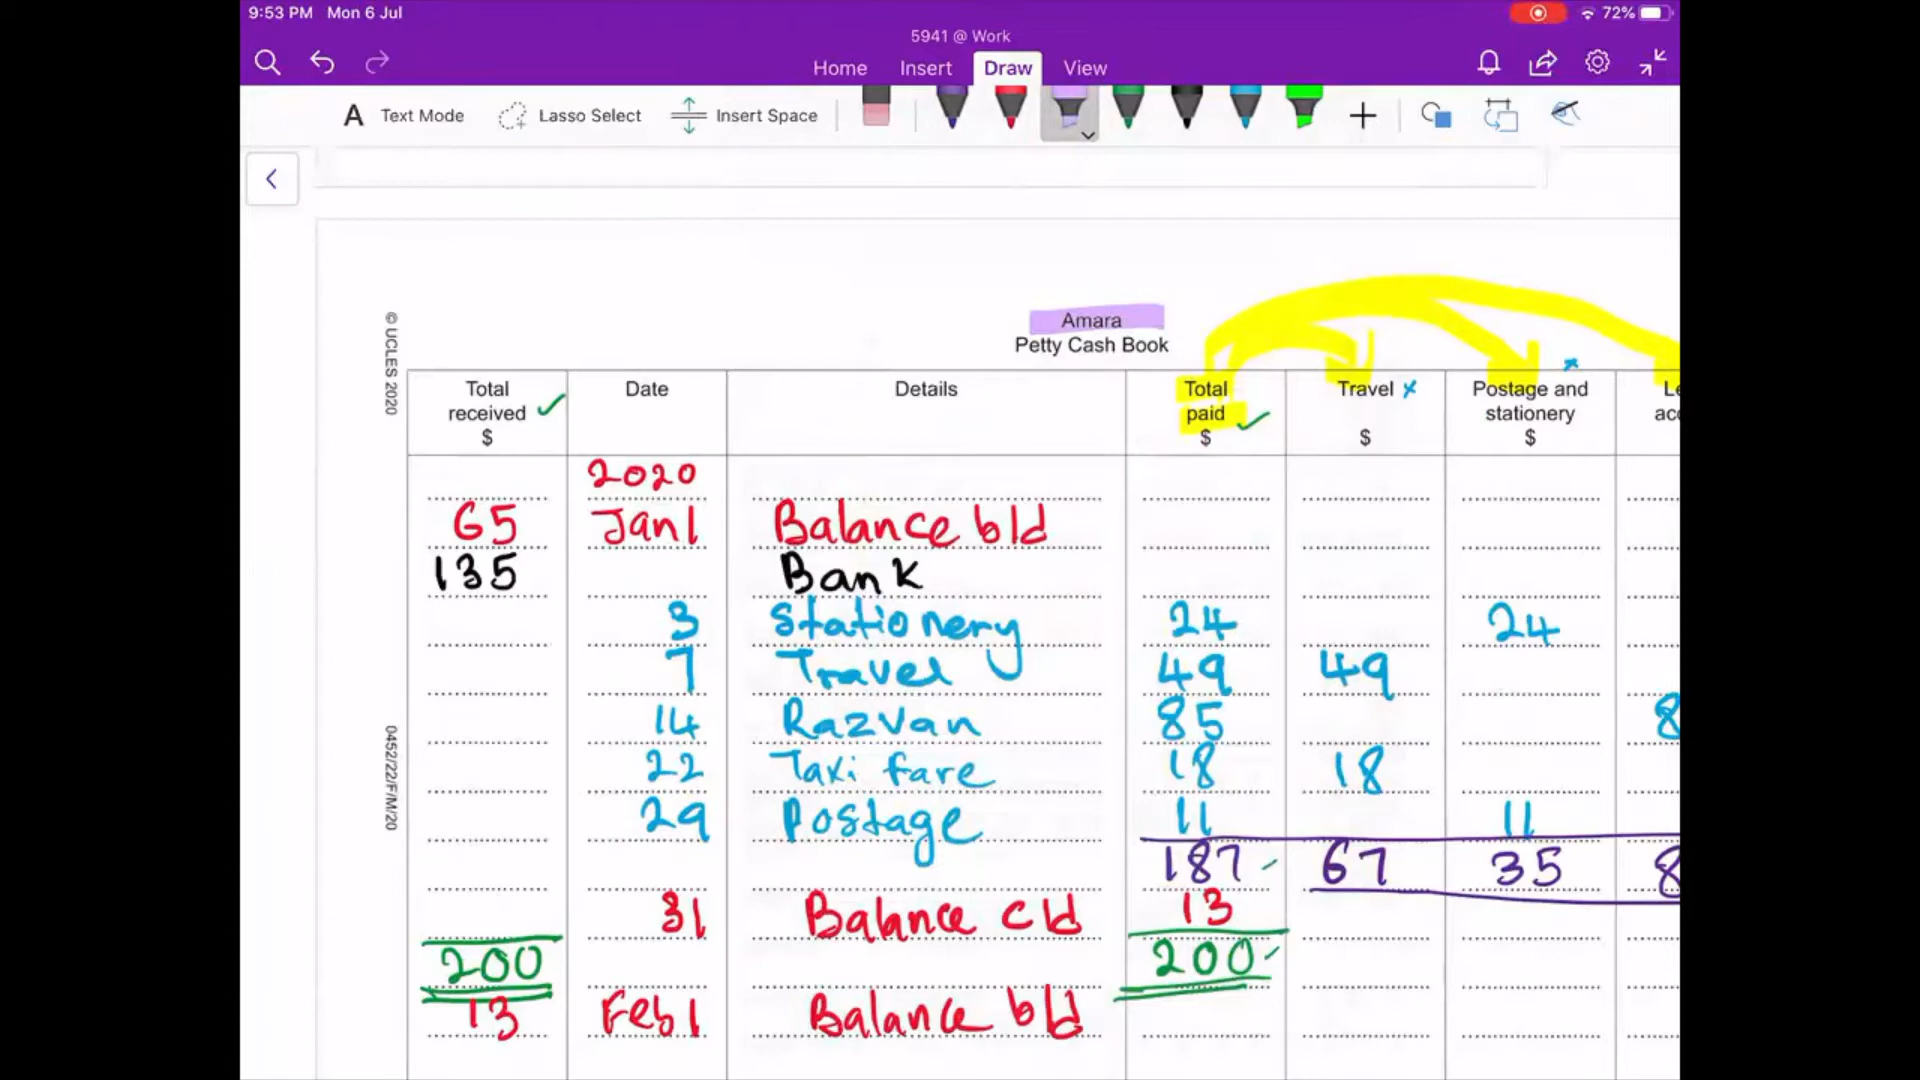 9:53 PM Mon 6 Jul
72%
5941 @ Work
Home Insert Draw View
A Text Mode Lasso Select Insert Space
© UCLES 2020
0452/22/F/M/20
Amara
Petty Cash Book
Total received $ Date Details Total paid $ Travel $ Postage and stationery $
2020
65 Jan 1 Balance b/d
135 Bank
3 Stationery 24 24
7 Travel 49 49
14 Razvan 85 8
22 Taxi fare 18 18
29 Postage 11 11
187 67 35 8
31 Balance c/d 13
200 200
13 Feb 1 Balance b/d